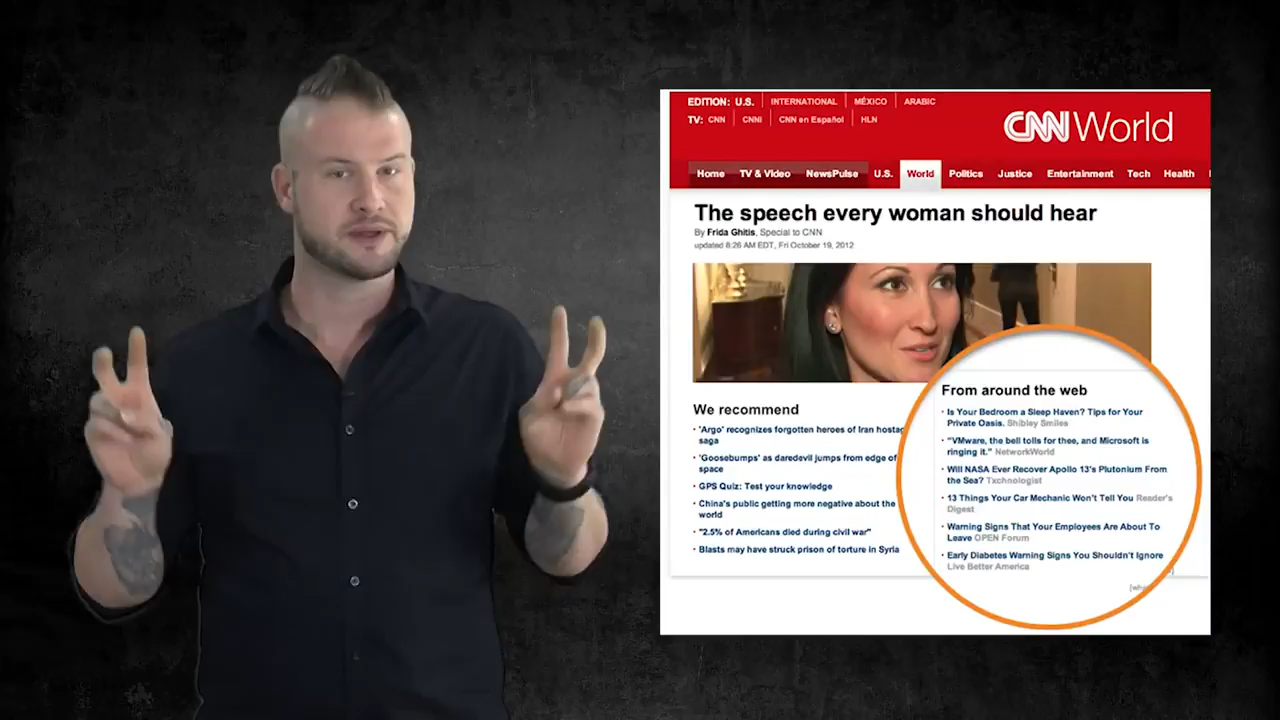 EDITION: U.S. INTERNATIONAL MÉXICO ARABIC
TV: CNN CNNI CNN en Español HLN
CNN World
Home TV & Video NewsPulse U.S. World Politics Justice Entertainment Tech Health
The speech every woman should hear
By Frida Ghitis, Special to CNN
updated 8:26 AM EDT, Fri October 19, 2012
We recommend
'Argo' recognizes forgotten heroes of Iran hostag
saga
'Goosebumps' as daredevil jumps from edge of
space
GPS Quiz: Test your knowledge
China's public getting more negative about the
world
"2.5% of Americans died during civil war"
Blasts may have struck prison of torture in Syria
From around the web
Is Your Bedroom a Sleep Haven? Tips for Your
Private Oasis. Shibley Smiles
"VMware, the bell tolls for thee, and Microsoft is
ringing it." NetworkWorld
Will NASA Ever Recover Apollo 13's Plutonium From
the Sea? Txchnologist
13 Things Your Car Mechanic Won't Tell You Reader's
Digest
Warning Signs That Your Employees Are About To
Leave OPEN Forum
Early Diabetes Warning Signs You Shouldn't Ignore
Live Better America